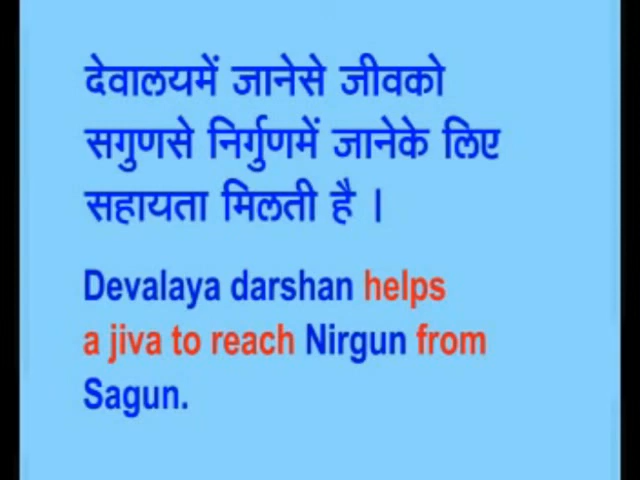 देवालयमें जानेसे जीवको
सगुणसे निर्गुणमें जानेके लिए
सहायता मिलती है ।
Devalaya darshan helps
a jiva to reach Nirgun from
Sagun.